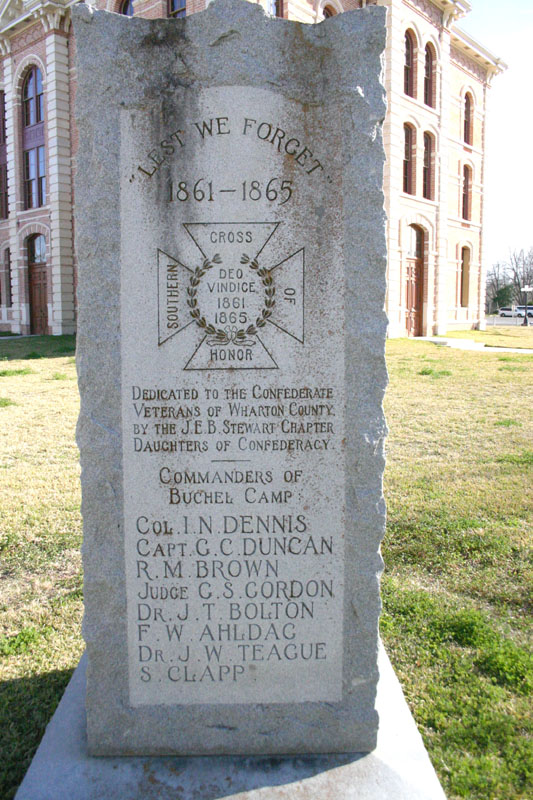 "LEST WE FORGET"
1861-1865
CROSS
SOUTHERN
DEO
VINDICE
1861
1865
OF
HONOR
DEDICATED TO THE CONFEDERATE
VETERANS OF WHARTON COUNTY.
BY THE J.E.B. STEWART CHAPTER
DAUGHTERS OF CONFEDERACY.
COMMANDERS OF
BUCHEL CAMP:
COL. I. N. DENNIS
CAPT. G. C. DUNCAN
R. M. BROWN
JUDGE G. S. GORDON
DR. J. T. BOLTON
F. W. AHLDAG
DR. J. W. TEAGUE
S. CLAPP